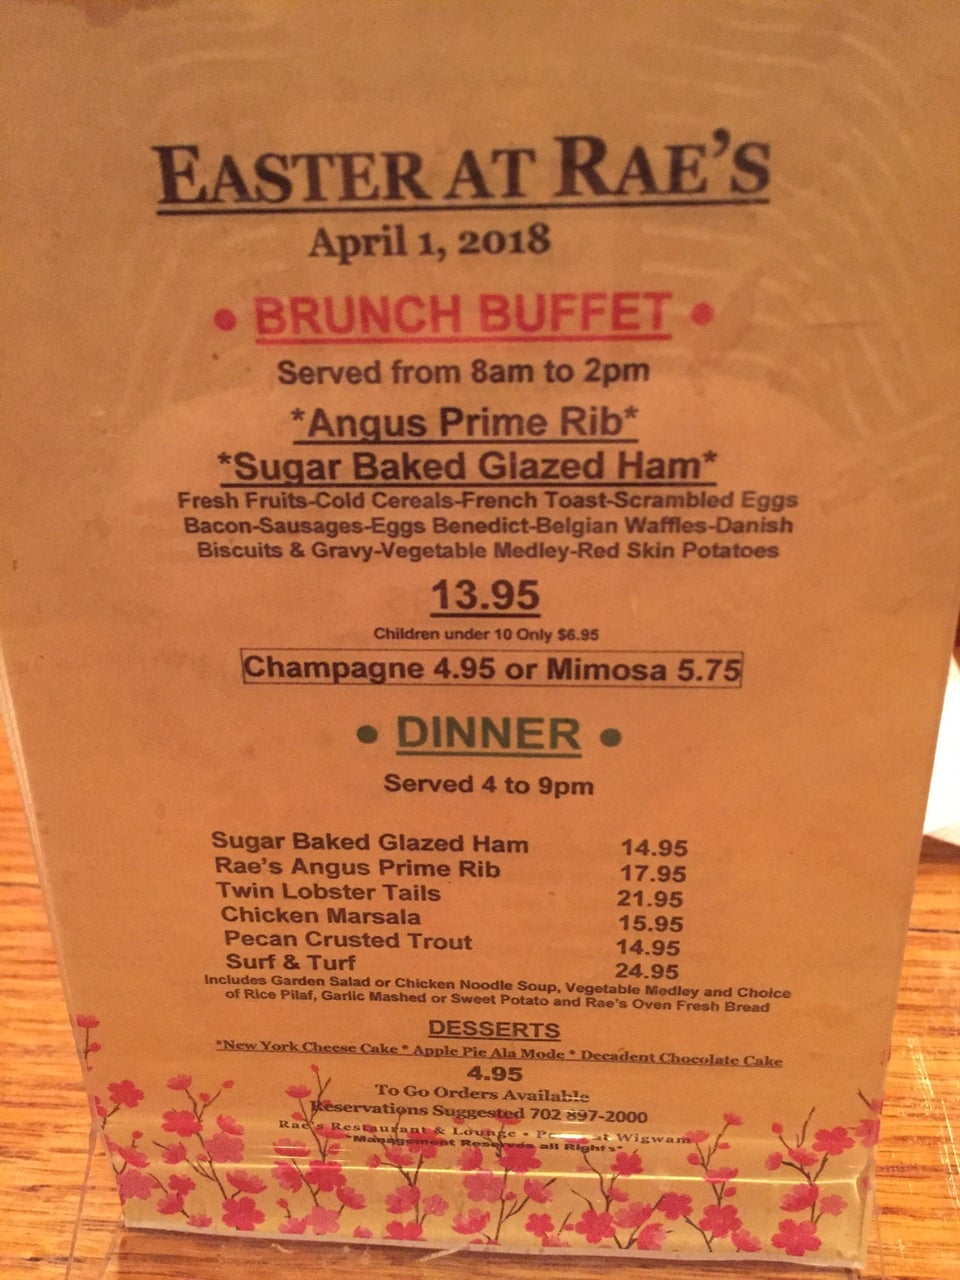 EASTER AT RAE'S
April 1, 2018
• BRUNCH BUFFET •
Served from 8am to 2pm
*Angus Prime Rib*
*Sugar Baked Glazed Ham*
Fresh Fruits-Cold Cereals-French Toast-Scrambled Eggs
Bacon-Sausages-Eggs Benedict-Belgian Waffles-Danish
Biscuits & Gravy-Vegetable Medley-Red Skin Potatoes
13.95
Children under 10 Only $6.95
Champagne 4.95 or Mimosa 5.75
• DINNER •
Served 4 to 9pm
Sugar Baked Glazed Ham 14.95
Rae's Angus Prime Rib 17.95
Twin Lobster Tails 21.95
Chicken Marsala 15.95
Pecan Crusted Trout 14.95
Surf & Turf 24.95
Includes Garden Salad or Chicken Noodle Soup, Vegetable Medley and Choice
of Rice Pilaf, Garlic Mashed or Sweet Potato and Rae's Oven Fresh Bread
DESSERTS
*New York Cheese Cake * Apple Pie Ala Mode * Decadent Chocolate Cake
4.95
To Go Orders Available
Reservations Suggested 702 897-2000
Rae's Restaurant & Lounge • at Wigwam
*Management Reserves all Rights*